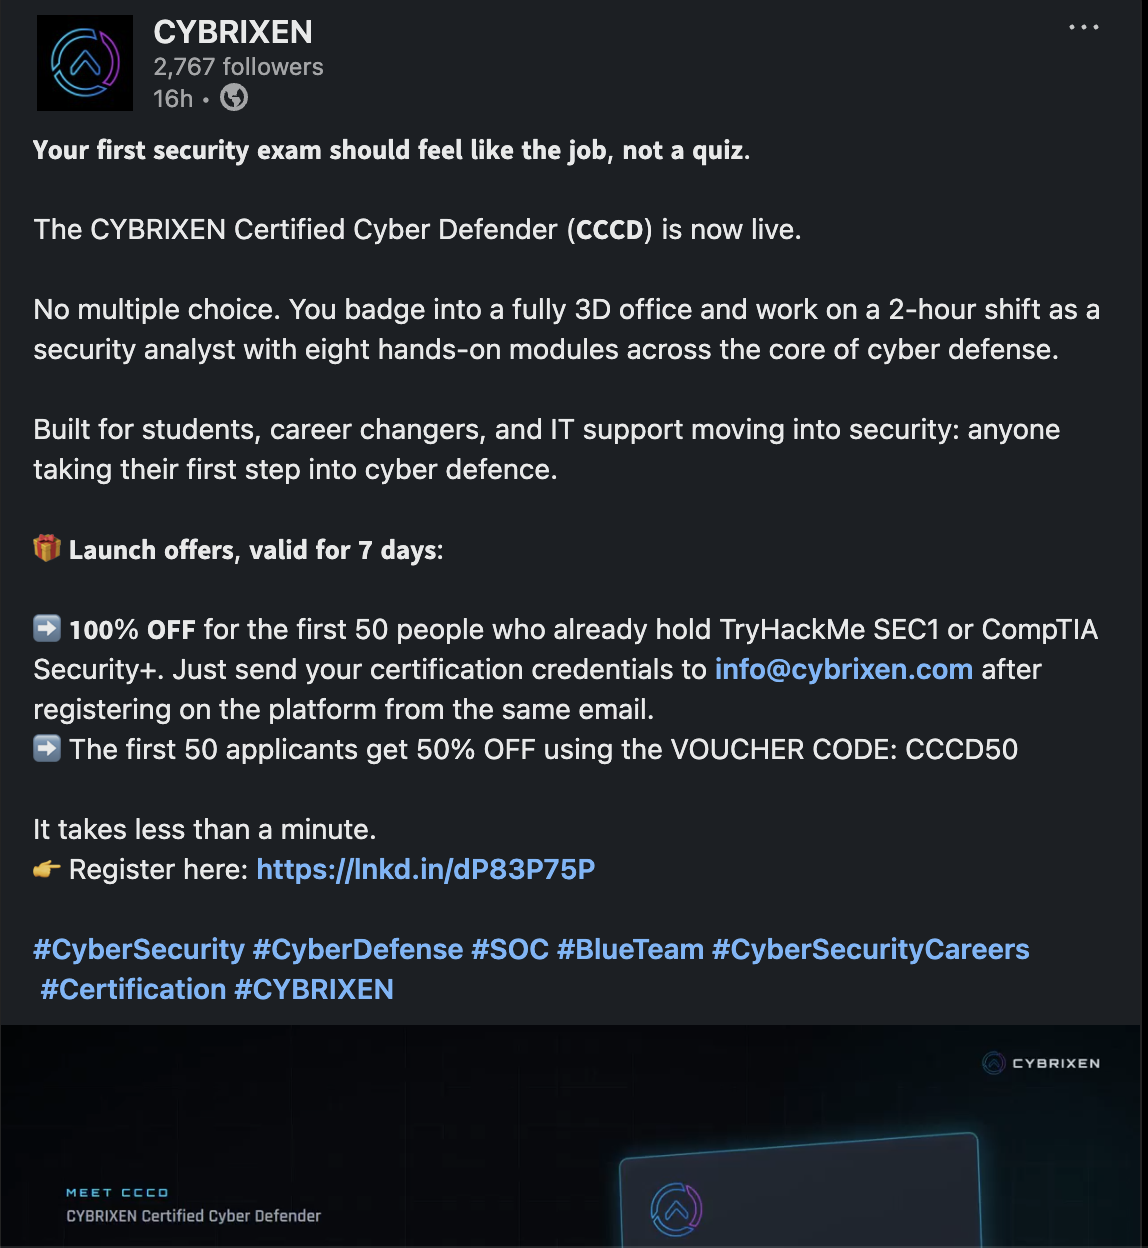 CYBRIXEN
2,767 followers
16h •
Your first security exam should feel like the job, not a quiz.
The CYBRIXEN Certified Cyber Defender (CCCD) is now live.
No multiple choice. You badge into a fully 3D office and work on a 2-hour shift as a
security analyst with eight hands-on modules across the core of cyber defense.
Built for students, career changers, and IT support moving into security: anyone
taking their first step into cyber defence.
🎁 Launch offers, valid for 7 days:
➡️ 100% OFF for the first 50 people who already hold TryHackMe SEC1 or CompTIA
Security+. Just send your certification credentials to info@cybrixen.com after
registering on the platform from the same email.
➡️ The first 50 applicants get 50% OFF using the VOUCHER CODE: CCCD50
It takes less than a minute.
👉 Register here: https://lnkd.in/dP83P75P
#CyberSecurity #CyberDefense #SOC #BlueTeam #CyberSecurityCareers
#Certification #CYBRIXEN
CYBRIXEN
MEET CCCD
CYBRIXEN Certified Cyber Defender